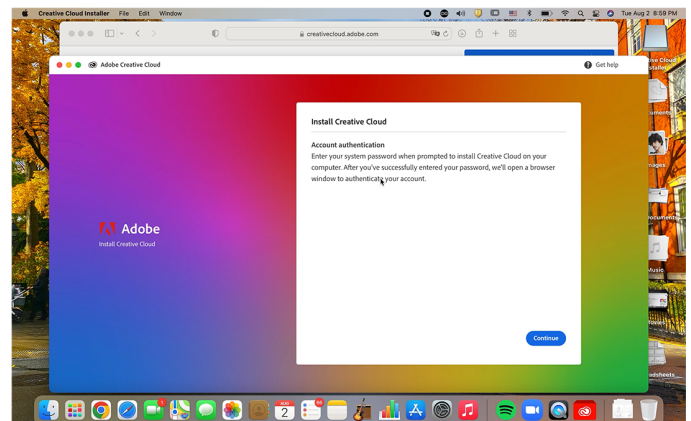 Creative Cloud Installer File Edit Window
Tue Aug 2 8:59 PM
creativecloud.adobe.com
Adobe Creative Cloud
Get help
Install Creative Cloud
Account authentication
Enter your system password when prompted to install Creative Cloud on your
computer. After you've successfully entered your password, we'll open a browser
window to authenticate your account.
Adobe
Install Creative Cloud
Continue
Music
AUG
2